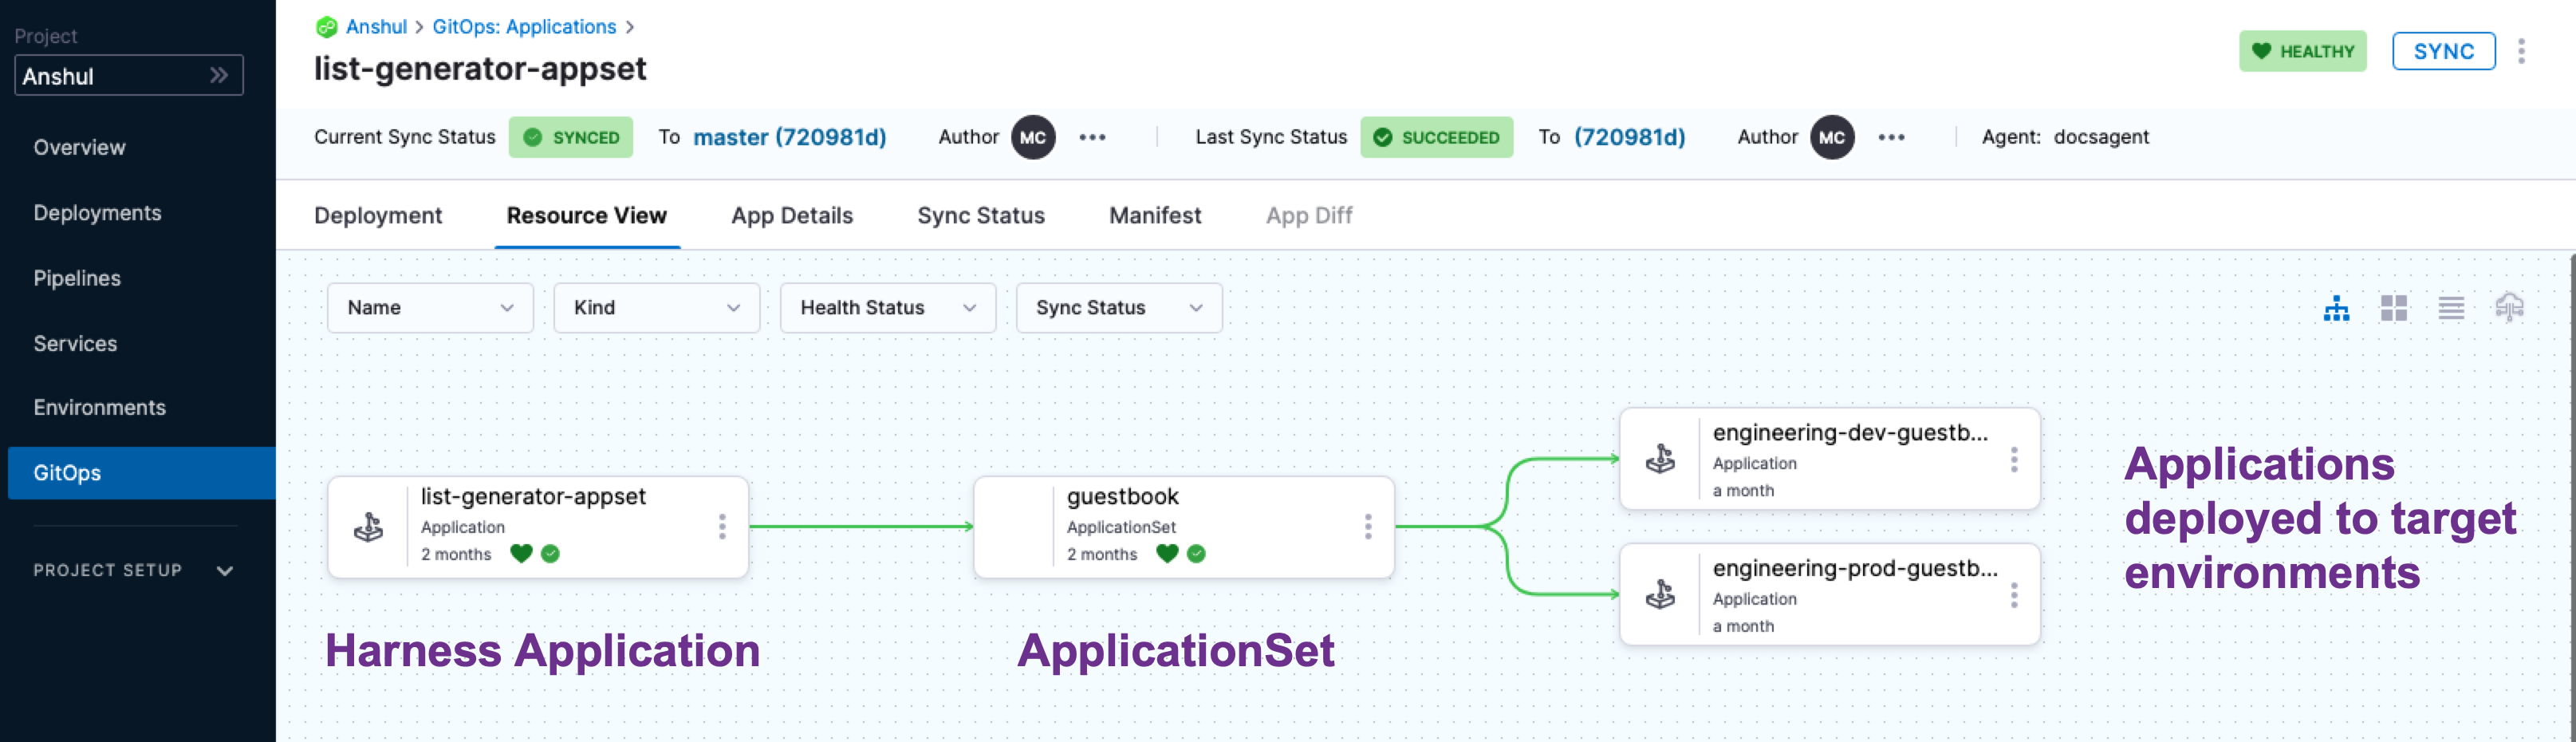 Project
Anshul
Overview
Deployments
Pipelines
Services
Environments
GitOps
PROJECT SETUP
Anshul > GitOps: Applications >
list-generator-appset
HEALTHY
SYNC
Current Sync Status SYNCED To master (720981d) Author MC ••• Last Sync Status SUCCEEDED To (720981d) Author MC ••• Agent: docsagent
Deployment Resource View App Details Sync Status Manifest App Diff
Name Kind Health Status Sync Status
list-generator-appset
Application
2 months
Harness Application
guestbook
ApplicationSet
2 months
ApplicationSet
engineering-dev-guestb...
Application
a month
engineering-prod-guestb...
Application
a month
Applications
deployed to target
environments